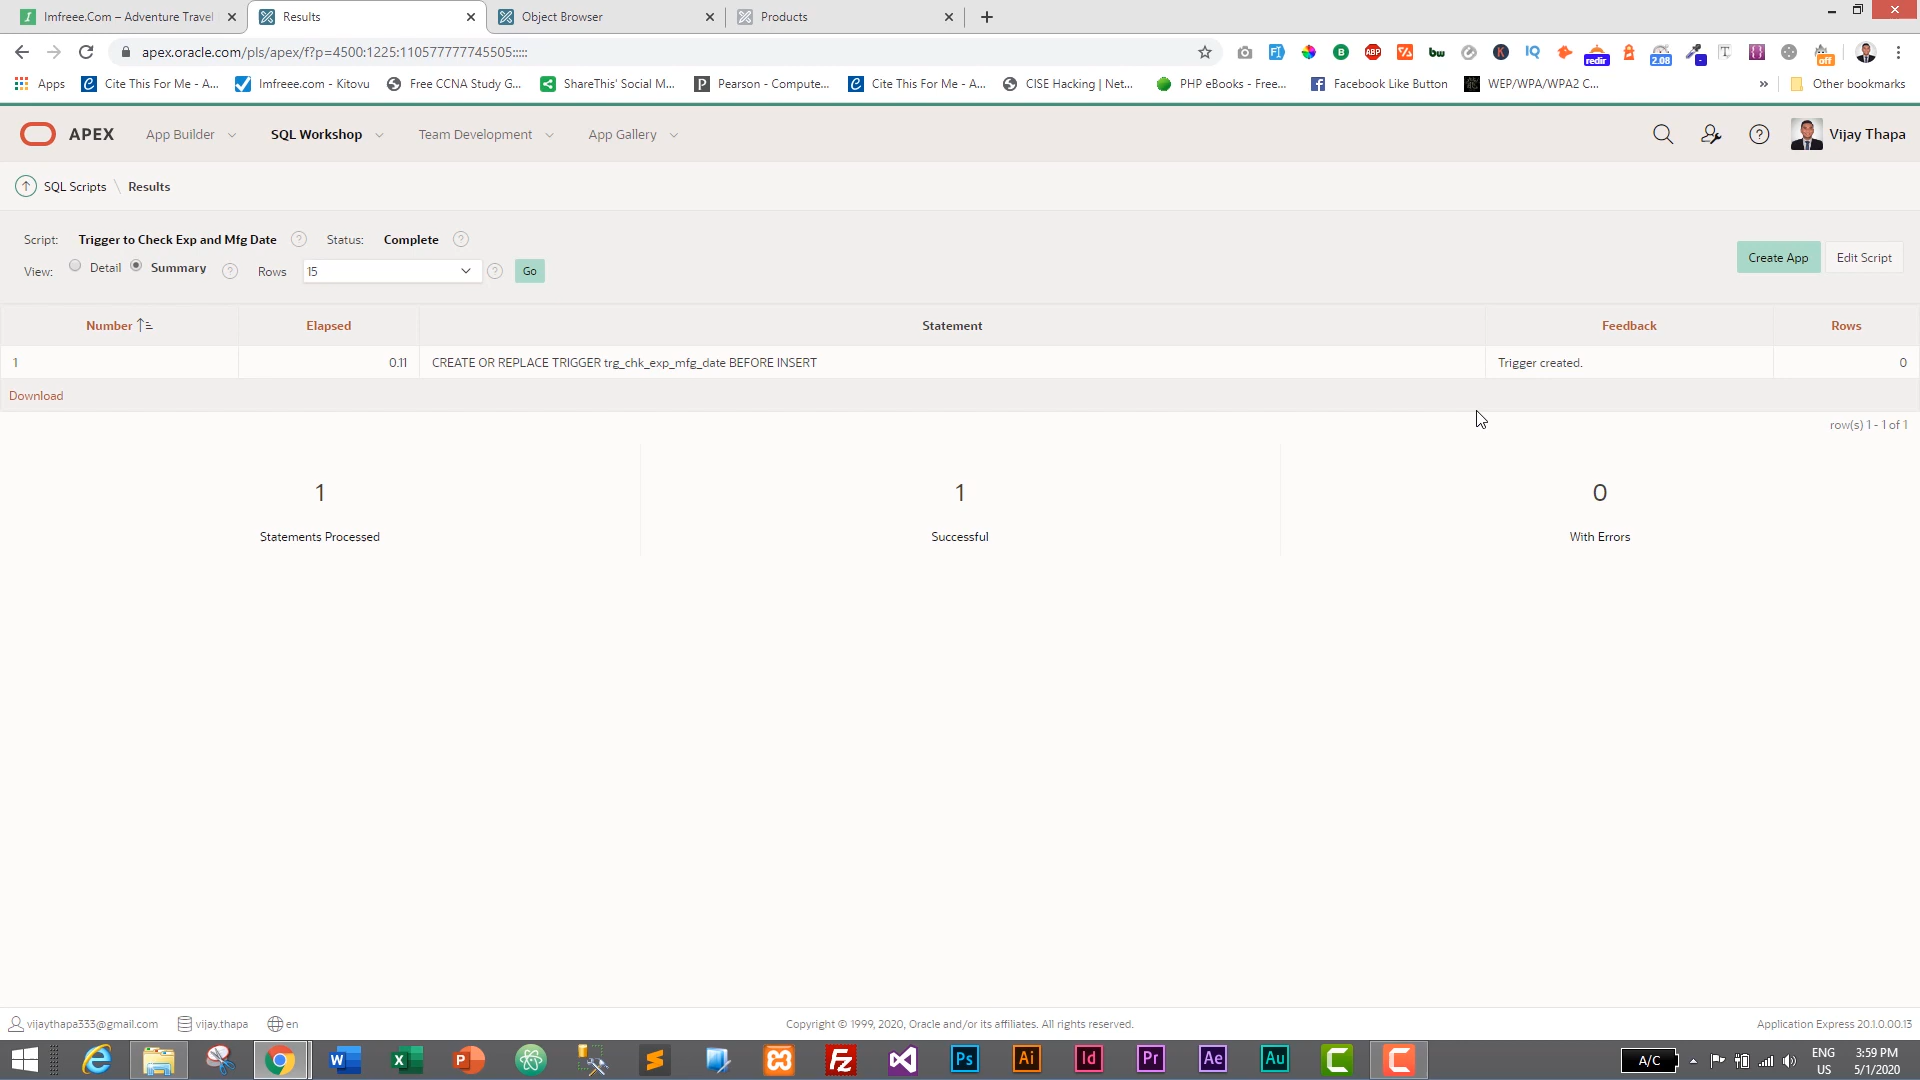 Imfreee.Com – Adventure Travel
Results
Object Browser
Products
apex.oracle.com/pls/apex/f?p=4500:1225:110577777745505:::::
Apps
Cite This For Me - A...
Imfreee.com - Kitovu
Free CCNA Study G...
ShareThis' Social M...
Pearson - Compute...
Cite This For Me - A...
CISE Hacking | Net...
PHP eBooks - Free...
Facebook Like Button
WEP/WPA/WPA2 C...
»
Other bookmarks
APEX
App Builder
SQL Workshop
Team Development
App Gallery
Vijay Thapa
SQL Scripts \ Results
Script: Trigger to Check Exp and Mfg Date ? Status: Complete ?
View: Detail Summary ? Rows 15 ? Go
Create App
Edit Script
Number Elapsed Statement Feedback Rows
1 0.11 CREATE OR REPLACE TRIGGER trg_chk_exp_mfg_date BEFORE INSERT Trigger created. 0
Download
row(s) 1 - 1 of 1
1 1 0
Statements Processed Successful With Errors
vijaythapa333@gmail.com vijay.thapa en
Copyright © 1999, 2020, Oracle and/or its affiliates. All rights reserved.
Application Express 20.1.0.00.13
A/C
ENG
US
3:59 PM
5/1/2020